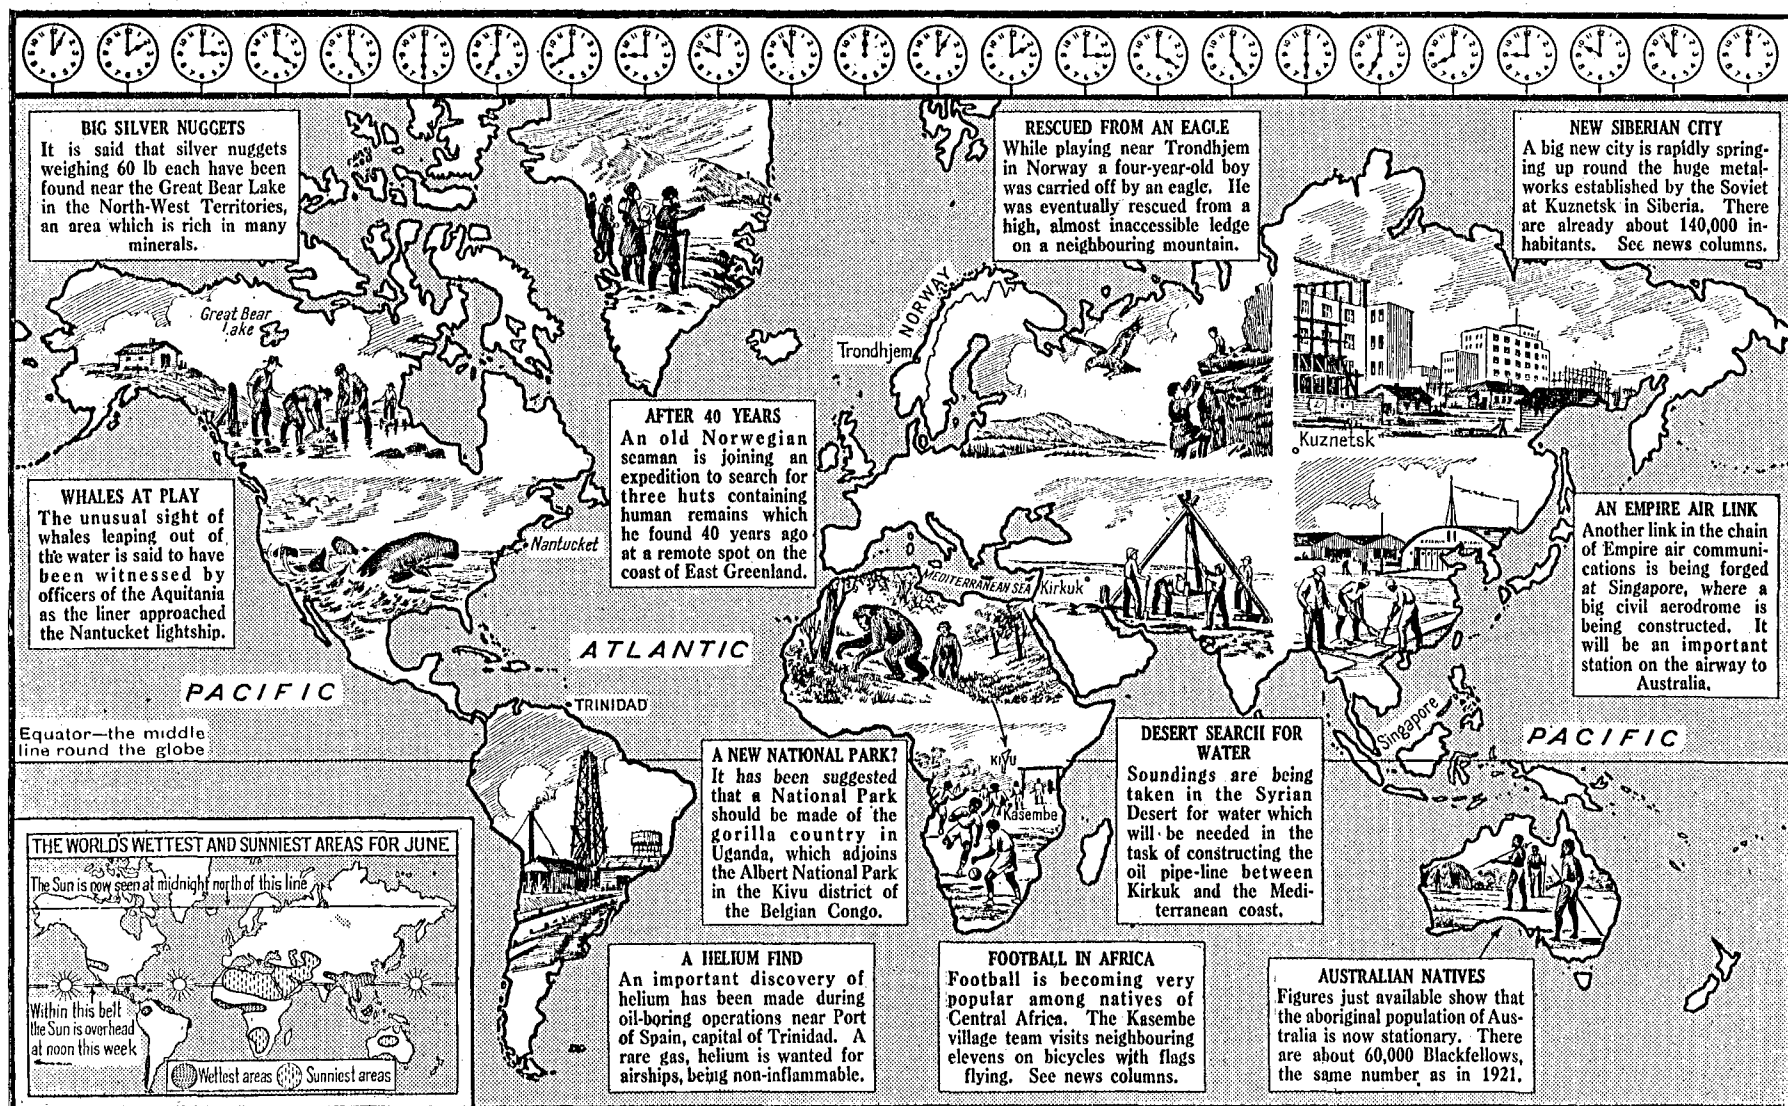 BIG SILVER NUGGETS
It is said that silver nuggets
weighing 60 lb each have been
found near the Great Bear Lake
in the North-West Territories,
an area which is rich in many
minerals.
RESCUED FROM AN EAGLE
While playing near Trondhjem
in Norway a four-year-old boy
was carried off by an eagle. He
was eventually rescued from a
high, almost inaccessible ledge
on a neighbouring mountain.
NEW SIBERIAN CITY
A big new city is rapidly spring-
ing up round the huge metal-
works established by the Soviet
at Kuznetsk in Siberia. There
are already about 140,000 in-
habitants. See news columns.
Great Bear
Lake
NORWAY
Trondhjem
Kuznetsk
AFTER 40 YEARS
An old Norwegian
seaman is joining an
expedition to search for
three huts containing
human remains which
he found 40 years ago
at a remote spot on the
coast of East Greenland.
WHALES AT PLAY
The unusual sight of
whales leaping out of
the water is said to have
been witnessed by
officers of the Aquitania
as the liner approached
the Nantucket lightship.
Nantucket
AN EMPIRE AIR LINK
Another link in the chain
of Empire air communi-
cations is being forged
at Singapore, where a
big civil aerodrome is
being constructed. It
will be an important
station on the airway to
Australia.
MEDITERRANEAN SEA
Kirkuk
ATLANTIC
PACIFIC
TRINIDAD
Singapore
PACIFIC
Equator—the middle
line round the globe
A NEW NATIONAL PARK?
It has been suggested
that a National Park
should be made of the
gorilla country in
Uganda, which adjoins
the Albert National Park
in the Kivu district of
the Belgian Congo.
KIVU
Kasembe
DESERT SEARCH FOR
WATER
Soundings are being
taken in the Syrian
Desert for water which
will be needed in the
task of constructing the
oil pipe-line between
Kirkuk and the Medi-
terranean coast.
THE WORLD'S WETTEST AND SUNNIEST AREAS FOR JUNE
The Sun is now seen at midnight north of this line
Within this belt
the Sun is overhead
at noon this week
Wettest areas
Sunniest areas
A HELIUM FIND
An important discovery of
helium has been made during
oil-boring operations near Port
of Spain, capital of Trinidad. A
rare gas, helium is wanted for
airships, being non-inflammable.
FOOTBALL IN AFRICA
Football is becoming very
popular among natives of
Central Africa. The Kasembe
village team visits neighbouring
elevens on bicycles with flags
flying. See news columns.
AUSTRALIAN NATIVES
Figures just available show that
the aboriginal population of Aus-
tralia is now stationary. There
are about 60,000 Blackfellows,
the same number as in 1921.